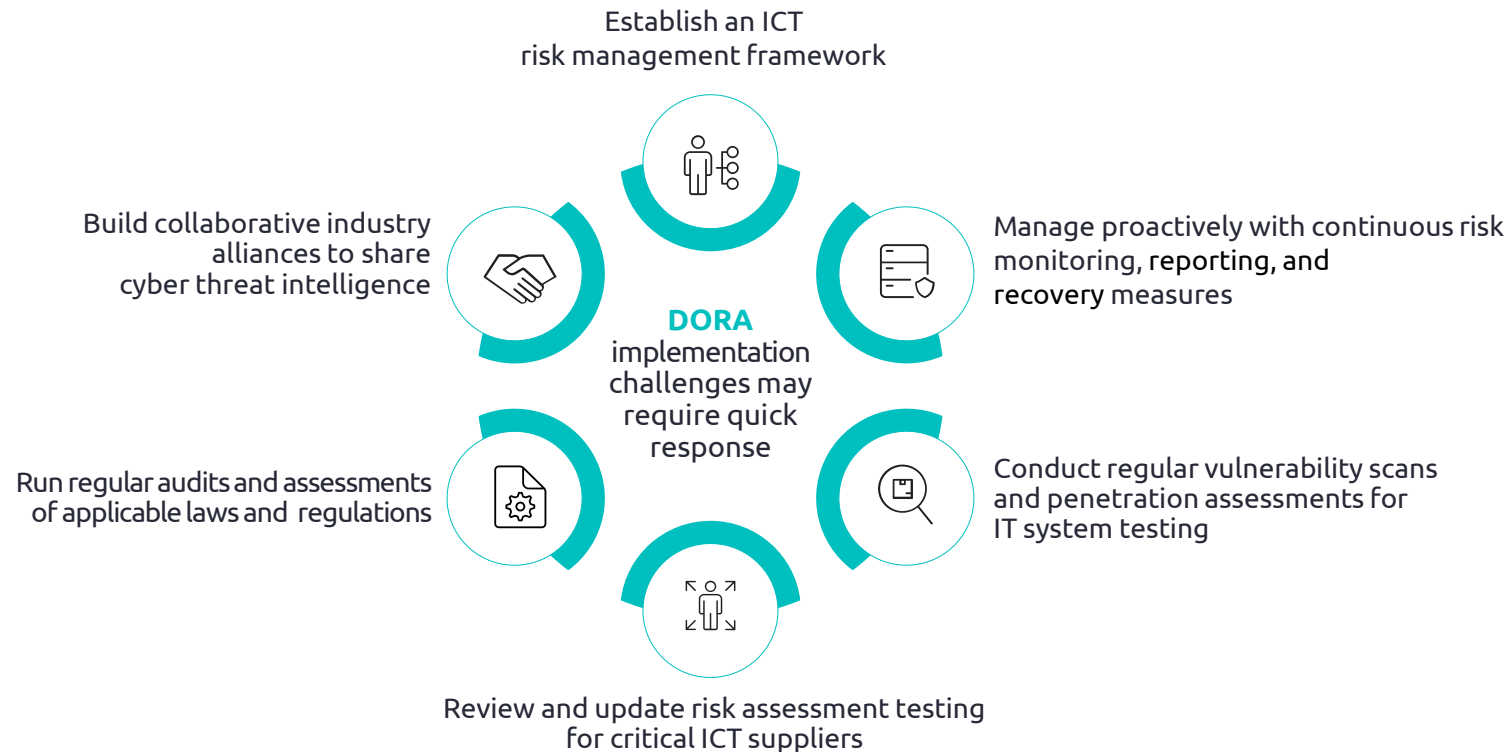 Establish an ICT
risk management framework
Build collaborative industry
alliances to share
cyber threat intelligence
Manage proactively with continuous risk
monitoring, reporting, and
recovery measures
DORA
implementation
challenges may
require quick
response
Run regular audits and assessments
of applicable laws and regulations
Conduct regular vulnerability scans
and penetration assessments for
IT system testing
Review and update risk assessment testing
for critical ICT suppliers